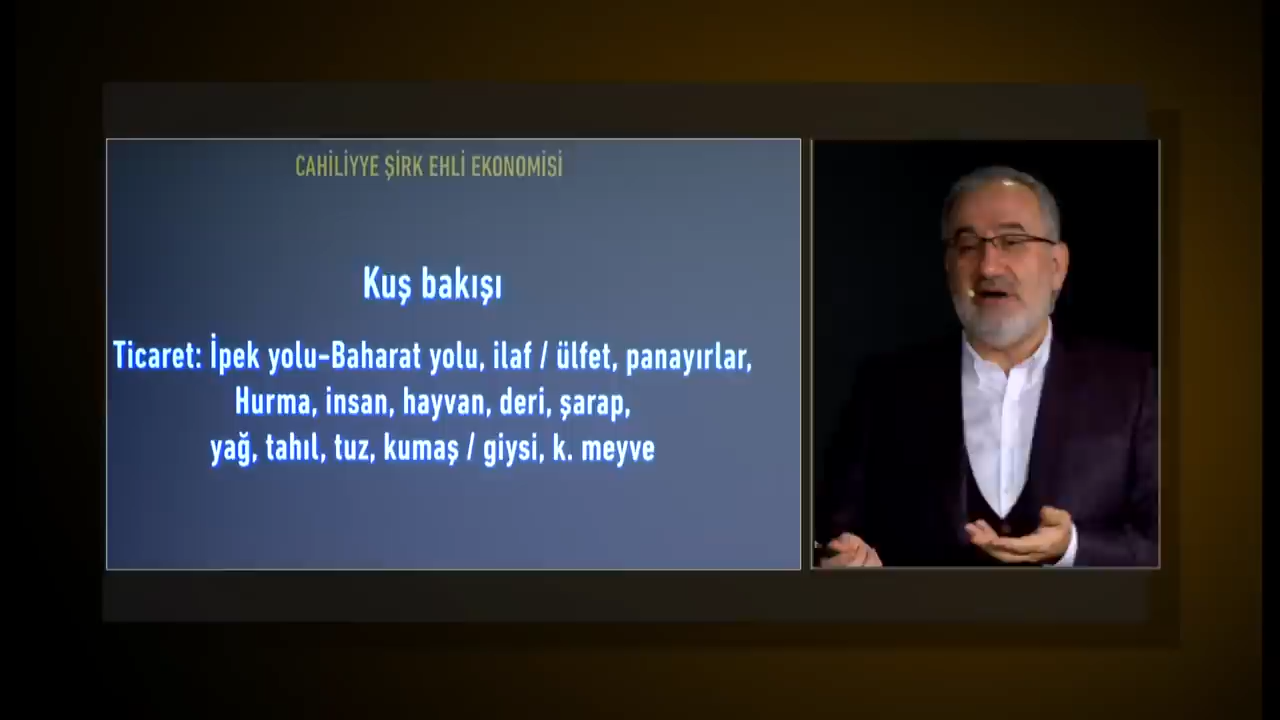 CAHİLİYYE ŞİRK EHLİ EKONOMİSİ
Kuş bakışı
Ticaret: İpek yolu-Baharat yolu, ilaf / ülfet, panayırlar,
Hurma, insan, hayvan, deri, şarap,
yağ, tahıl, tuz, kumaş / giysi, k. meyve